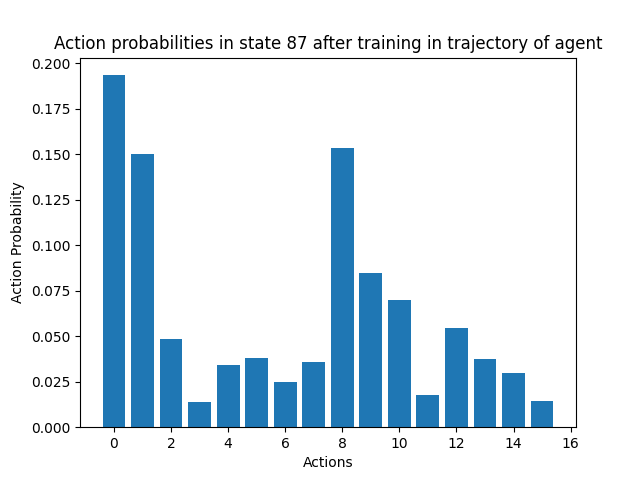 Action probabilities in state 87 after training in trajectory of agent
0.200
0.175
0.150
0.125
0.100
0.075
0.050
0.025
0.000
Action Probability
0 2 4 6 8 10 12 14 16
Actions